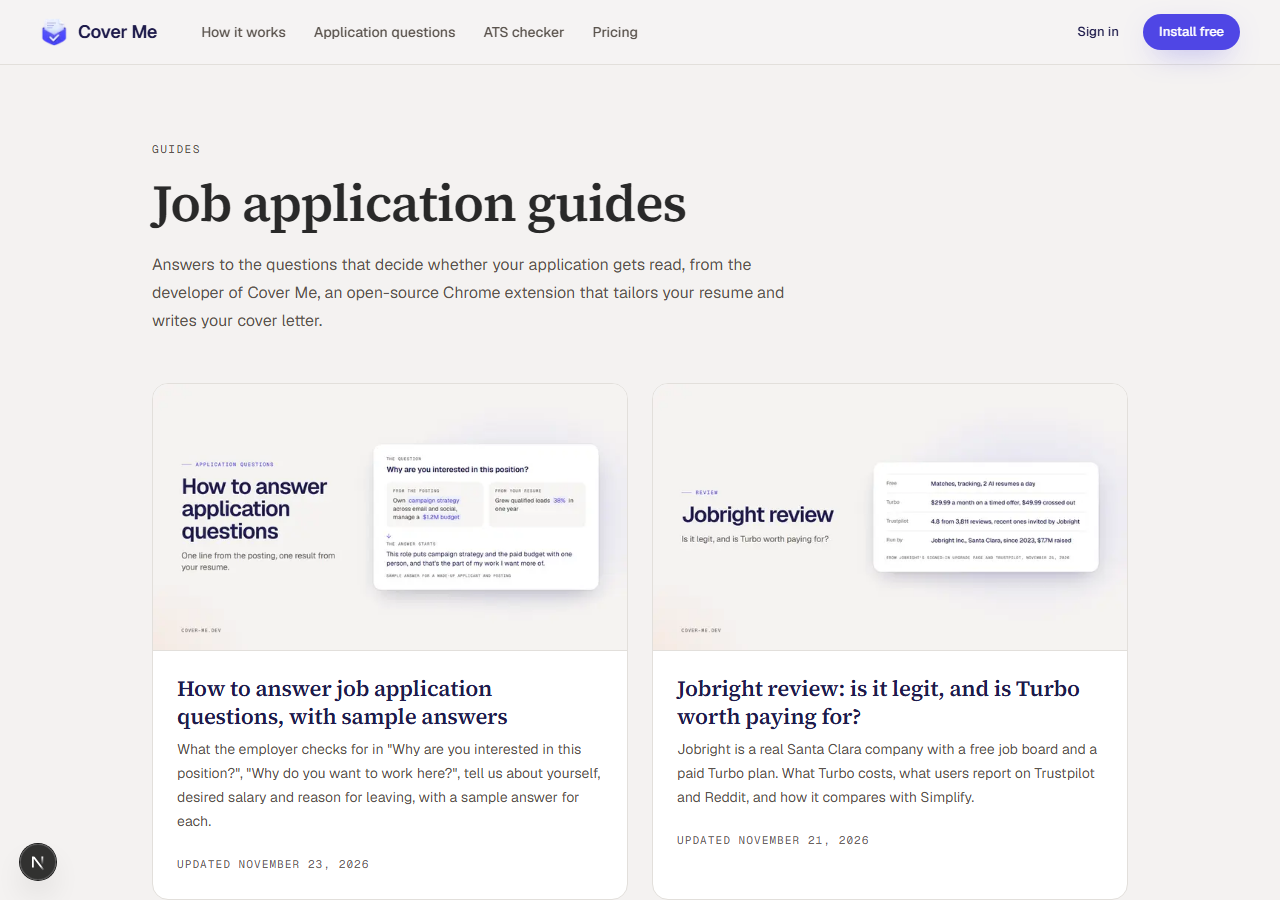 Cover Me
How it works
Application questions
ATS checker
Pricing
Sign in
Install free
GUIDES
Job application guides
Answers to the questions that decide whether your application gets read, from the
developer of Cover Me, an open-source Chrome extension that tailors your resume and
writes your cover letter.
APPLICATION QUESTIONS
How to answer
application
questions
One line from the posting, one result from
your resume.
COVER-ME.DEV
THE QUESTION
Why are you interested in this position?
FROM THE POSTING
Own campaign strategy
across email and social,
manage a $1.2M budget
FROM YOUR RESUME
Grew qualified leads 38% in
one year
THE ANSWER STARTS
This role puts campaign strategy and the paid budget with one
person, and that's the part of my work I want more of.
SAMPLE ANSWER FOR A MADE-UP APPLICANT AND POSTING
How to answer job application
questions, with sample answers
What the employer checks for in "Why are you interested in this
position?", "Why do you want to work here?", tell us about yourself,
desired salary and reason for leaving, with a sample answer for
each.
UPDATED NOVEMBER 23, 2026
REVIEW
Jobright review
Is it legit, and is Turbo worth paying for?
COVER-ME.DEV
Free Matches, tracking, 2 AI resumes a day
Turbo $29.99 a month on a timed offer, $49.99 crossed out
Trustpilot 4.8 from 3,811 reviews, recent ones invited by Jobright
Run by Jobright Inc., Santa Clara, since 2023, $7.7M raised
Jobright review: is it legit, and is Turbo
worth paying for?
Jobright is a real Santa Clara company with a free job board and a
paid Turbo plan. What Turbo costs, what users report on Trustpilot
and Reddit, and how it compares with Simplify.
UPDATED NOVEMBER 21, 2026
N